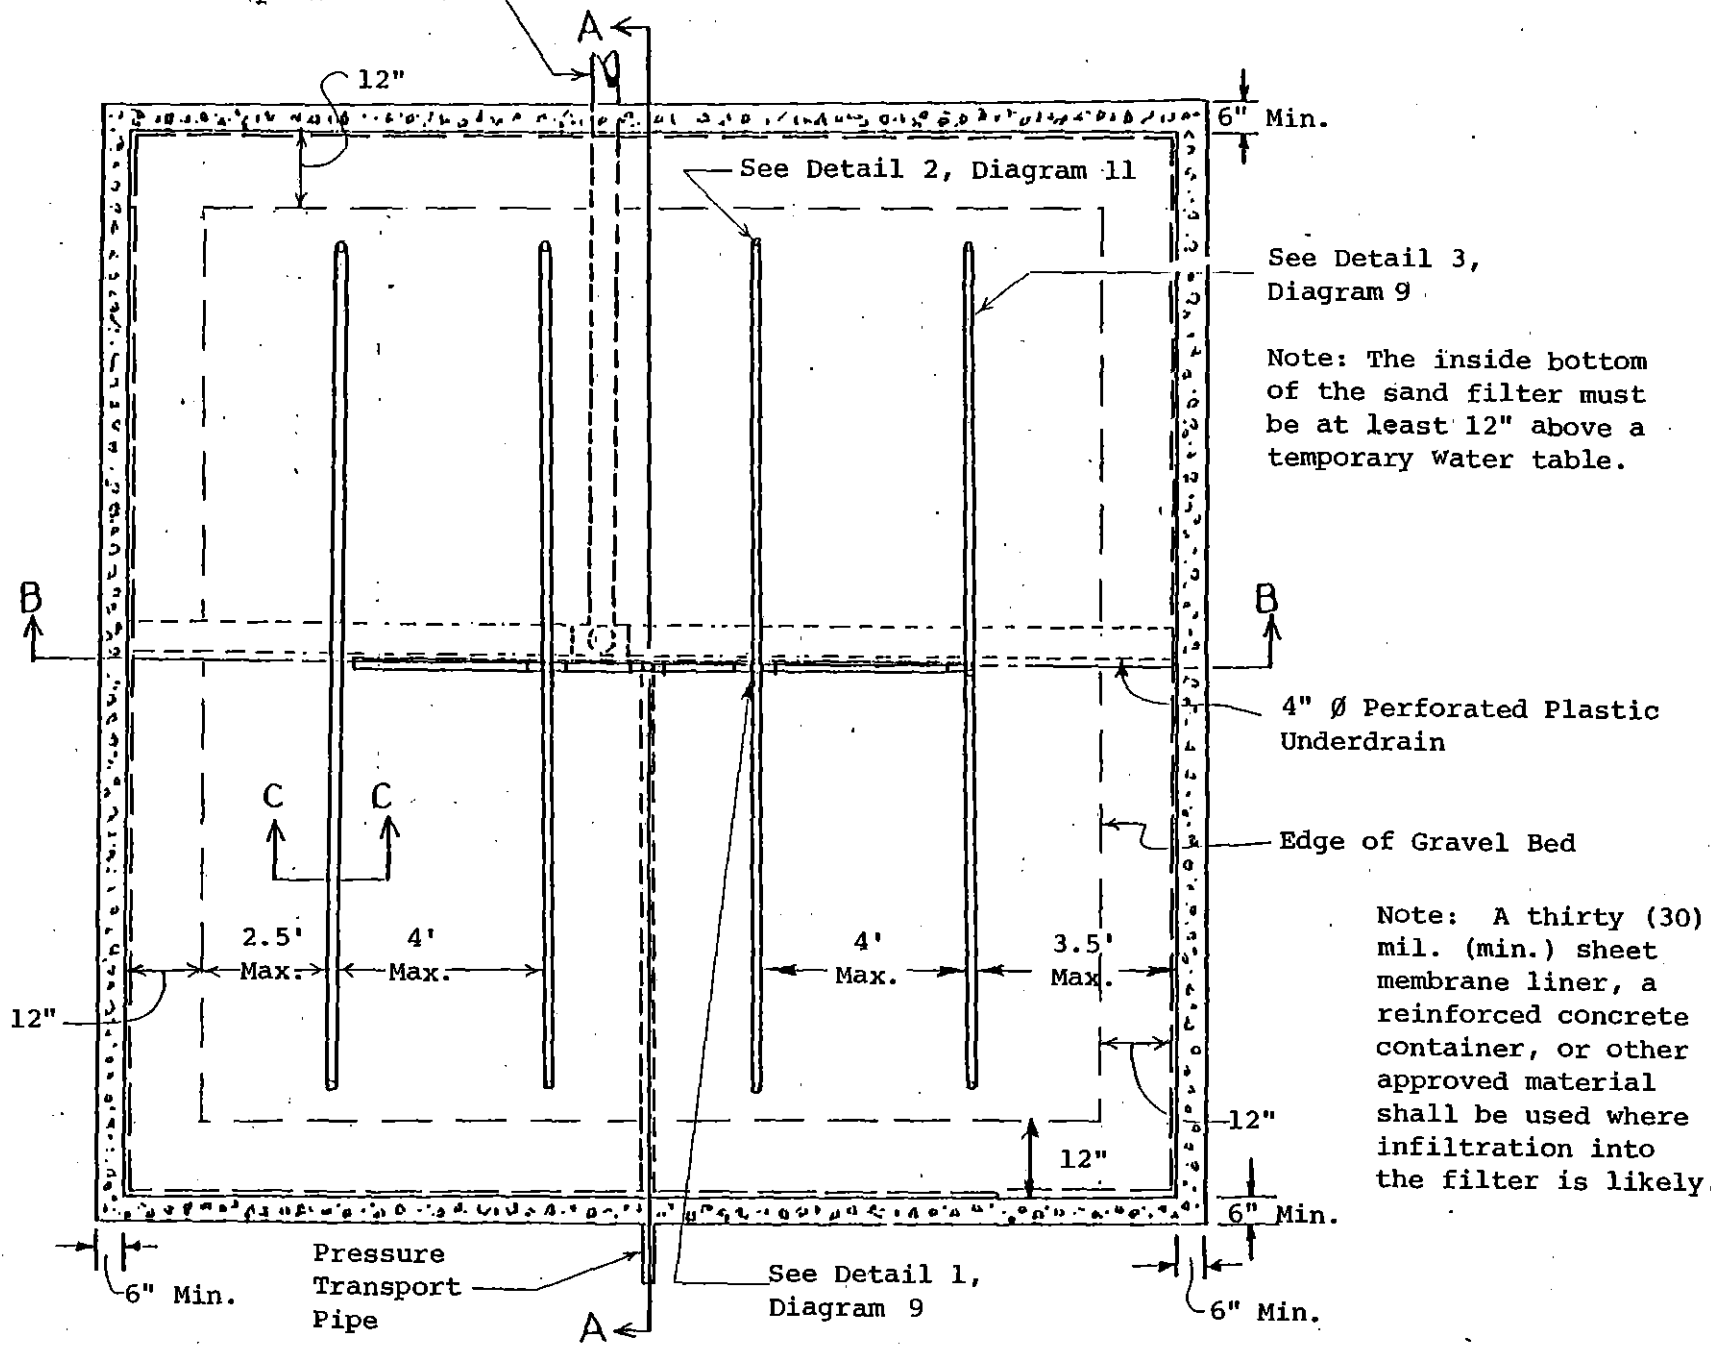 A
12"
6" Min.
See Detail 2, Diagram 11
See Detail 3,
Diagram 9
Note: The inside bottom
of the sand filter must
be at least 12" above a
temporary Water table.
B
B
4" Ø Perforated Plastic
Underdrain
C
C
Edge of Gravel Bed
2.5'
Max.
4'
Max.
4'
Max.
3.5'
Max.
Note: A thirty (30)
mil. (min.) sheet
membrane liner, a
reinforced concrete
container, or other
approved material
shall be used where
infiltration into
the filter is likely.
12"
12"
12"
6" Min.
Pressure
Transport
Pipe
6" Min.
See Detail 1,
Diagram 9
6" Min.
A